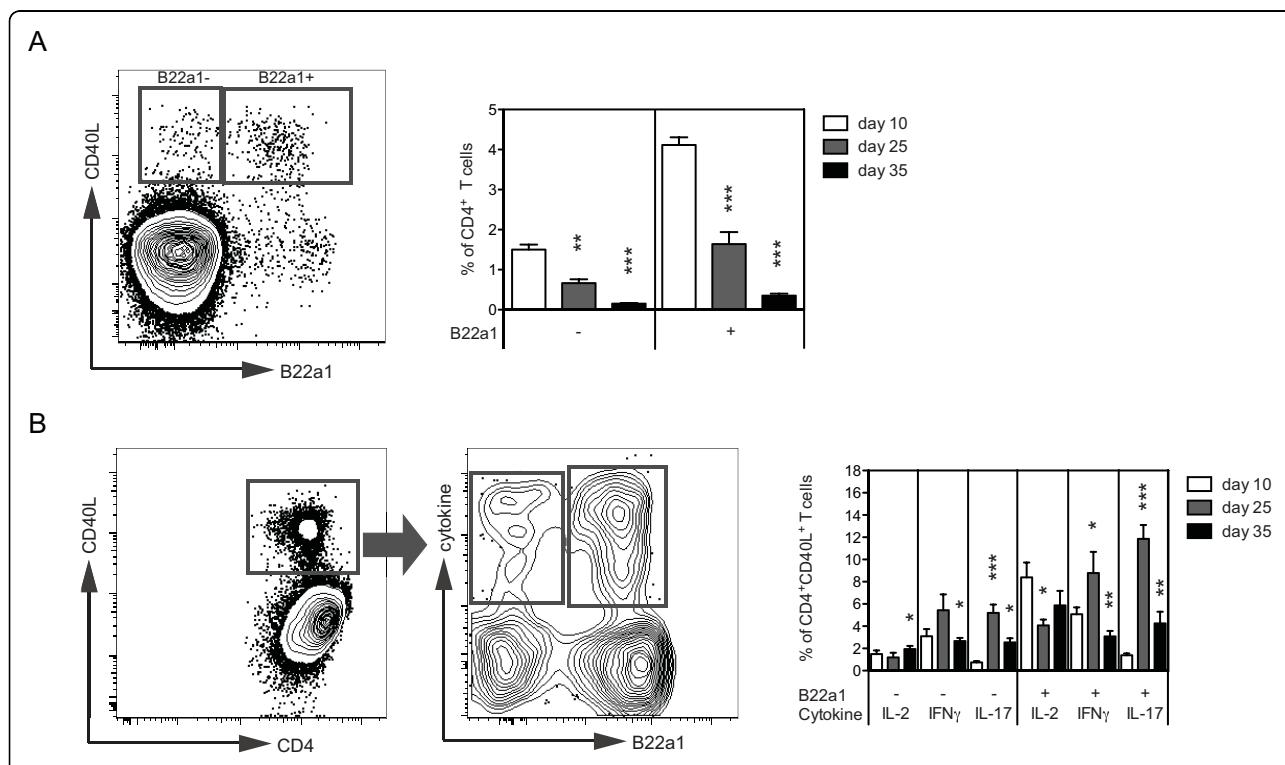 A
B22a1- B22a1+
CD40L
B22a1
5
4
3
2
1
0
% of CD4+ T cells
**
***
***
***
B22a1 - +
day 10
day 25
day 35
B
CD40L
CD4
cytokine
B22a1
18
16
14
12
10
8
6
4
2
0
% of CD4+CD40L+ T cells
*
*
***
*
*
*
**
***
**
B22a1 - - - + + +
Cytokine IL-2 IFNγ IL-17 IL-2 IFNγ IL-17
day 10
day 25
day 35